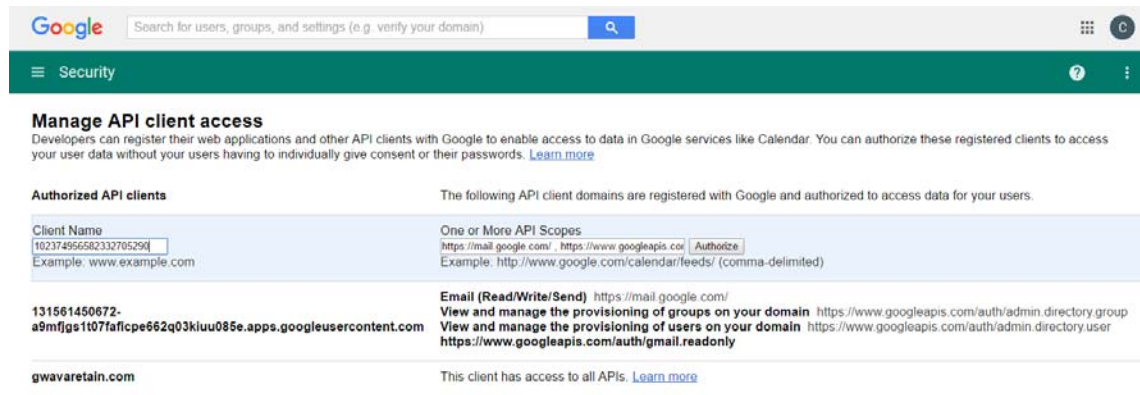 Google
Search for users, groups, and settings (e.g. verify your domain)
C
Security
Manage API client access
Developers can register their web applications and other API clients with Google to enable access to data in Google services like Calendar. You can authorize these registered clients to access
your user data without your users having to individually give consent or their passwords. Learn more
Authorized API clients
The following API client domains are registered with Google and authorized to access data for your users.
Client Name
One or More API Scopes
102374956582332705290
https://mail.google.com/ , https://www.googleapis.cor Authorize
Example: www.example.com
Example: http://www.google.com/calendar/feeds/ (comma-delimited)
131561450672-
a9mfjgs1t07faficpe662q03kiuu085e.apps.googleusercontent.com
Email (Read/Write/Send) https://mail.google.com/
View and manage the provisioning of groups on your domain https://www.googleapis.com/auth/admin.directory.group
View and manage the provisioning of users on your domain https://www.googleapis.com/auth/admin.directory.user
https://www.googleapis.com/auth/gmail.readonly
gwavaretain.com
This client has access to all APIs. Learn more